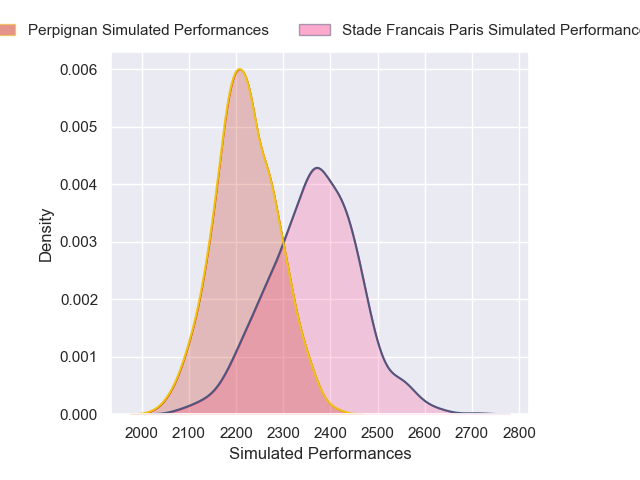 Perpignan Simulated Performances Stade Francais Paris Simulated Performanc
0.006
0.005
0.004
0.003
0.002
0.001
0.000
Density
2000 2100 2200 2300 2400 2500 2600 2700 2800
Simulated Performances